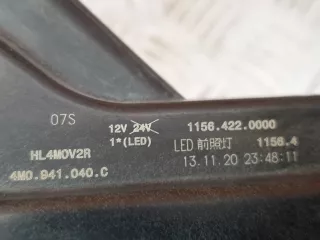 07S
12V 24V
1*(LED)
1156.422.0000
LED 前照灯 1156.4
HL4M0V2R
13.11.20 23:48:11
4M0.941.040.C